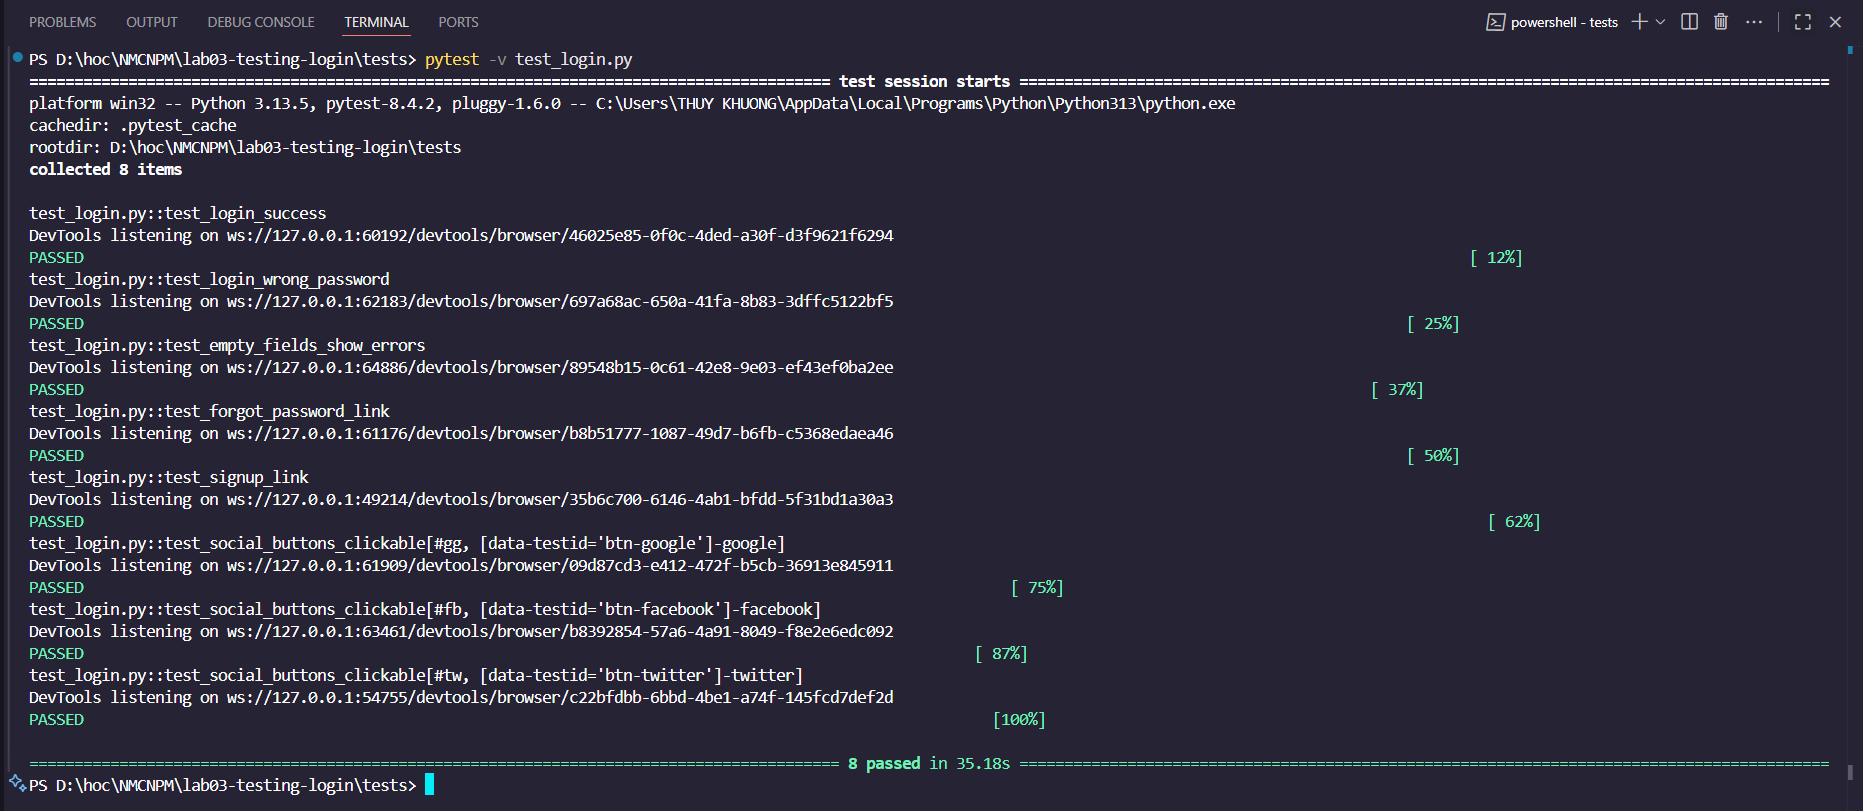 PROBLEMS OUTPUT DEBUG CONSOLE TERMINAL PORTS powershell - tests
PS D:\hoc\NMCNPM\lab03-testing-login\tests> pytest -v test_login.py
========================================================================================= test session starts ==========================================================================================
platform win32 -- Python 3.13.5, pytest-8.4.2, pluggy-1.6.0 -- C:\Users\THUY KHUONG\AppData\Local\Programs\Python\Python313\python.exe
cachedir: .pytest_cache
rootdir: D:\hoc\NMCNPM\lab03-testing-login\tests
collected 8 items
test_login.py::test_login_success
DevTools listening on ws://127.0.0.1:60192/devtools/browser/46025e85-0f0c-4ded-a30f-d3f9621f6294
PASSED [ 12%]
test_login.py::test_login_wrong_password
DevTools listening on ws://127.0.0.1:62183/devtools/browser/697a68ac-650a-41fa-8b83-3dffc5122bf5
PASSED [ 25%]
test_login.py::test_empty_fields_show_errors
DevTools listening on ws://127.0.0.1:64886/devtools/browser/89548b15-0c61-42e8-9e03-ef43ef0ba2ee
PASSED [ 37%]
test_login.py::test_forgot_password_link
DevTools listening on ws://127.0.0.1:61176/devtools/browser/b8b51777-1087-49d7-b6fb-c5368edaea46
PASSED [ 50%]
test_login.py::test_signup_link
DevTools listening on ws://127.0.0.1:49214/devtools/browser/35b6c700-6146-4ab1-bfdd-5f31bd1a30a3
PASSED [ 62%]
test_login.py::test_social_buttons_clickable[#gg, [data-testid='btn-google']-google]
DevTools listening on ws://127.0.0.1:61909/devtools/browser/09d87cd3-e412-472f-b5cb-36913e845911
PASSED [ 75%]
test_login.py::test_social_buttons_clickable[#fb, [data-testid='btn-facebook']-facebook]
DevTools listening on ws://127.0.0.1:63461/devtools/browser/b8392854-57a6-4a91-8049-f8e2e6edc092
PASSED [ 87%]
test_login.py::test_social_buttons_clickable[#tw, [data-testid='btn-twitter']-twitter]
DevTools listening on ws://127.0.0.1:54755/devtools/browser/c22bfdbb-6bbd-4be1-a74f-145fcd7def2d
PASSED [100%]
========================================================================================== 8 passed in 35.18s ==========================================================================================
PS D:\hoc\NMCNPM\lab03-testing-login\tests>